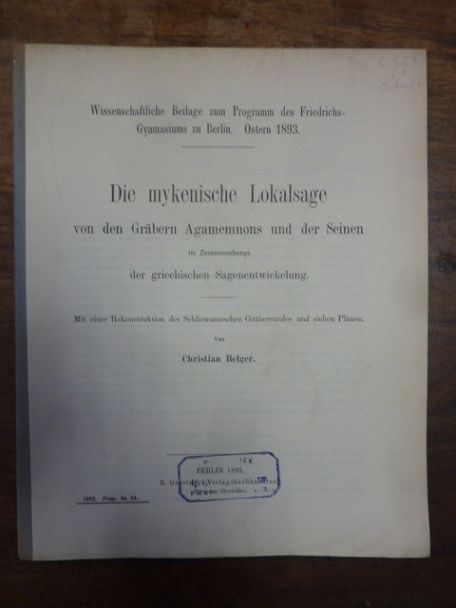 Wissenschaftliche Beilage zum Programm des Friedrichs-
Gymnasiums zu Berlin. Ostern 1893.
Die mykenische Lokalsage
von den Gräbern Agamemnons und der Seinen
im Zusammenhange
der griechischen Sagenentwickelung.
Mit einer Rekonstruktion des Schliemannschen Gräberrundes und sieben Plänen.
Von
Christian Belger.
BERLIN 1893.
R. Verlagsbuchhandlung
1893. Progr. No. 54.